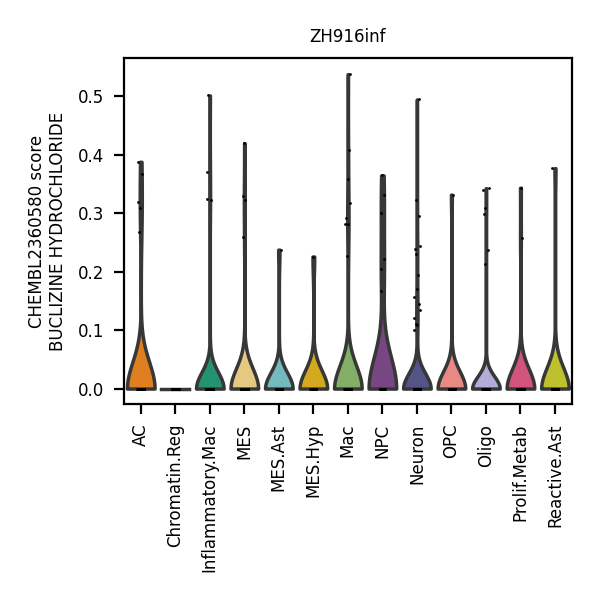 ZH916inf
CHEMBL2360580 score
BUCLIZINE HYDROCHLORIDE
0.5
0.4
0.3
0.2
0.1
0.0
AC
Chromatin.Reg
Inflammatory.Mac
MES
MES.Ast
MES.Hyp
Mac
NPC
Neuron
OPC
Oligo
Prolif.Metab
Reactive.Ast